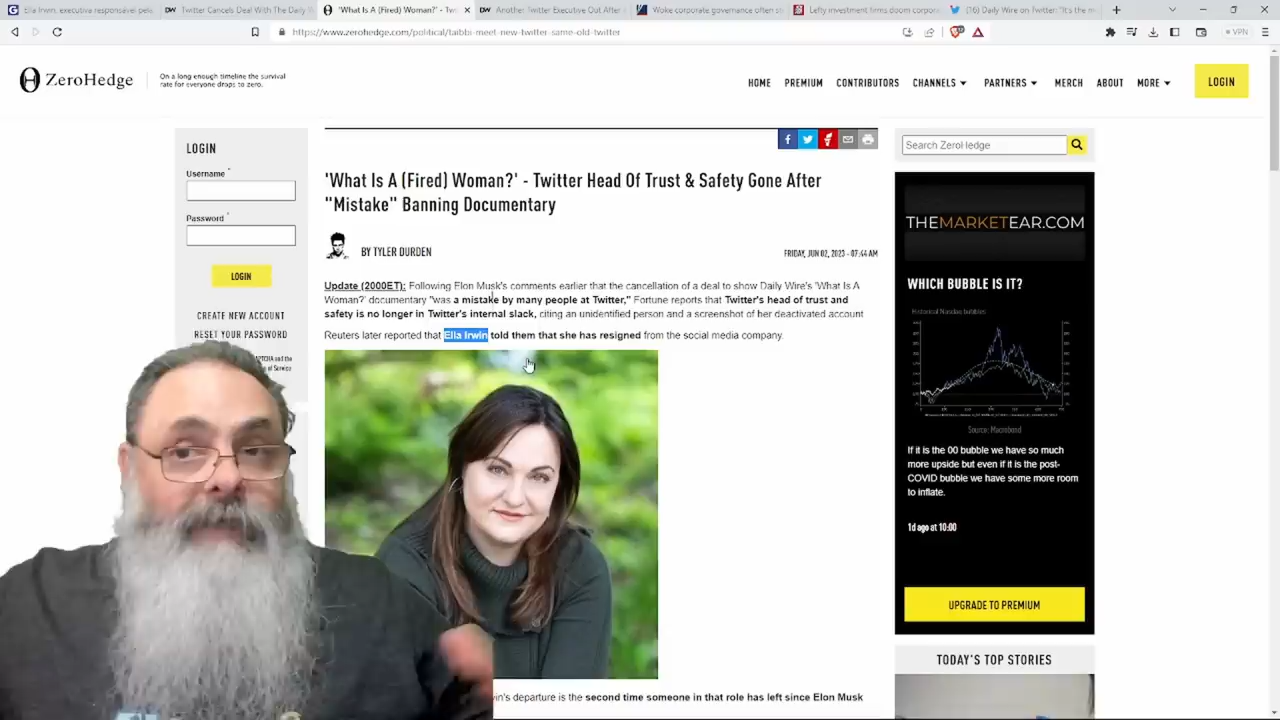 Ella Irwin, executive responsible
Twitter Cancels Deal With The Daily
'What Is A (Fired) Woman?' - Twitter
Another Twitter Executive Out After
Woke corporate governance often
Lefty investment firms doom corpor
(16) Daily Wire on Twitter: "It's the
https://www.zerohedge.com/political/taibbi-meet-new-twitter-same-old-twitter
VPN
ZeroHedge
On a long enough timeline the survival
rate for everyone drops to zero.
HOME PREMIUM CONTRIBUTORS CHANNELS PARTNERS MERCH ABOUT MORE LOGIN
LOGIN
Username *
Password *
LOGIN
CREATE NEW ACCOUNT
RESET YOUR PASSWORD
and the
of Service
'What Is A (Fired) Woman?' - Twitter Head Of Trust & Safety Gone After
"Mistake" Banning Documentary
BY TYLER DURDEN
FRIDAY, JUN 02, 2023 - 07:44 AM
Update (2000ET): Following Elon Musk's comments earlier that the cancellation of a deal to show Daily Wire's 'What Is A
Woman?' documentary "was a mistake by many people at Twitter," Fortune reports that Twitter's head of trust and
safety is no longer in Twitter's internal slack, citing an unidentified person and a screenshot of her deactivated account
Reuters later reported that Ella Irwin told them that she has resigned from the social media company.
departure is the second time someone in that role has left since Elon Musk
Search ZeroHedge
THEMARKETEAR.COM
WHICH BUBBLE IS IT?
Historical Nasdaq bubbles
Source: Macrobond
If it is the 00 bubble we have so much
more upside but even if it is the post-
COVID bubble we have some more room
to inflate.
1d ago at 10:00
UPGRADE TO PREMIUM
TODAY'S TOP STORIES